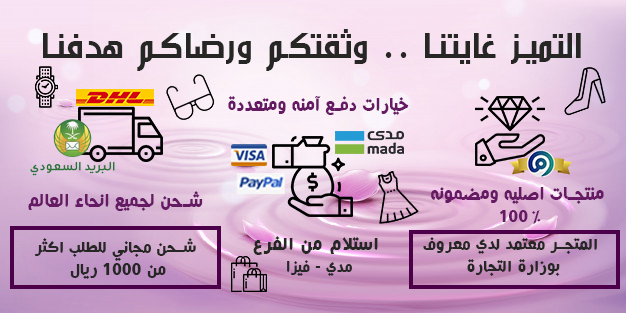 التميز غايتنا .. وثقتكم ورضاكم هدفنا
منتجات اصليه ومضمونه
100 ٪
المتجر معتمد لدي معروف
بوزارة التجارة
خيارات دفع آمنه ومتعددة
مدى
mada
VISA
PayPal
$
استلام من الفرع
مدي - فيزا
DHL
البريد السعودي
شحن لجميع انحاء العالم
شحن مجاني للطلب اكثر
من 1000 ريال